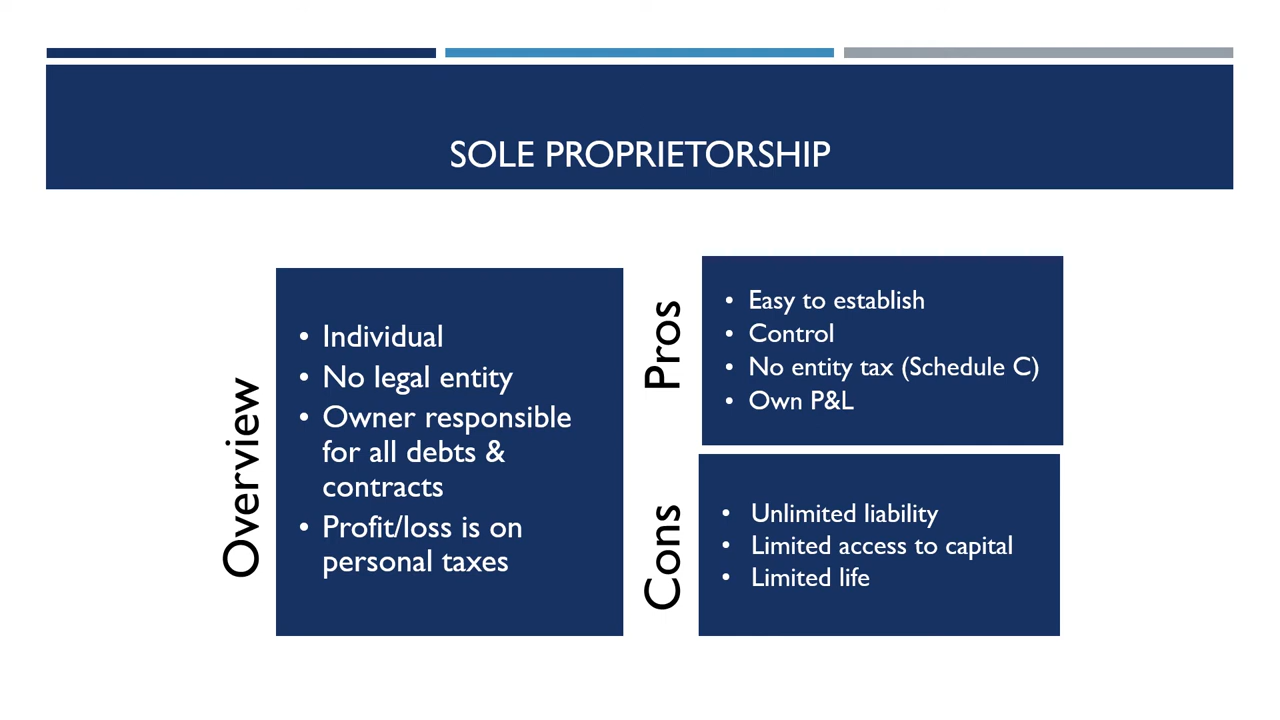 SOLE PROPRIETORSHIP
Overview
• Individual
• No legal entity
• Owner responsible
for all debts &
contracts
• Profit/loss is on
personal taxes
Pros
• Easy to establish
• Control
• No entity tax (Schedule C)
• Own P&L
Cons
• Unlimited liability
• Limited access to capital
• Limited life